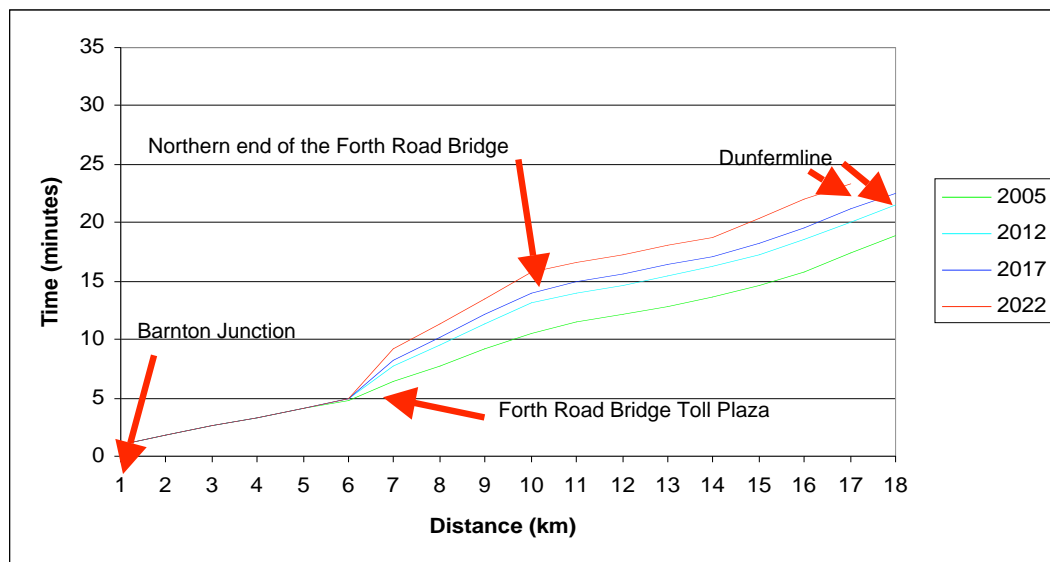 35
30
25
20
15
10
5
0
Time (minutes)
Northern end of the Forth Road Bridge
Dunfermline
Barnton Junction
Forth Road Bridge Toll Plaza
1 2 3 4 5 6 7 8 9 10 11 12 13 14 15 16 17 18
Distance (km)
2005
2012
2017
2022